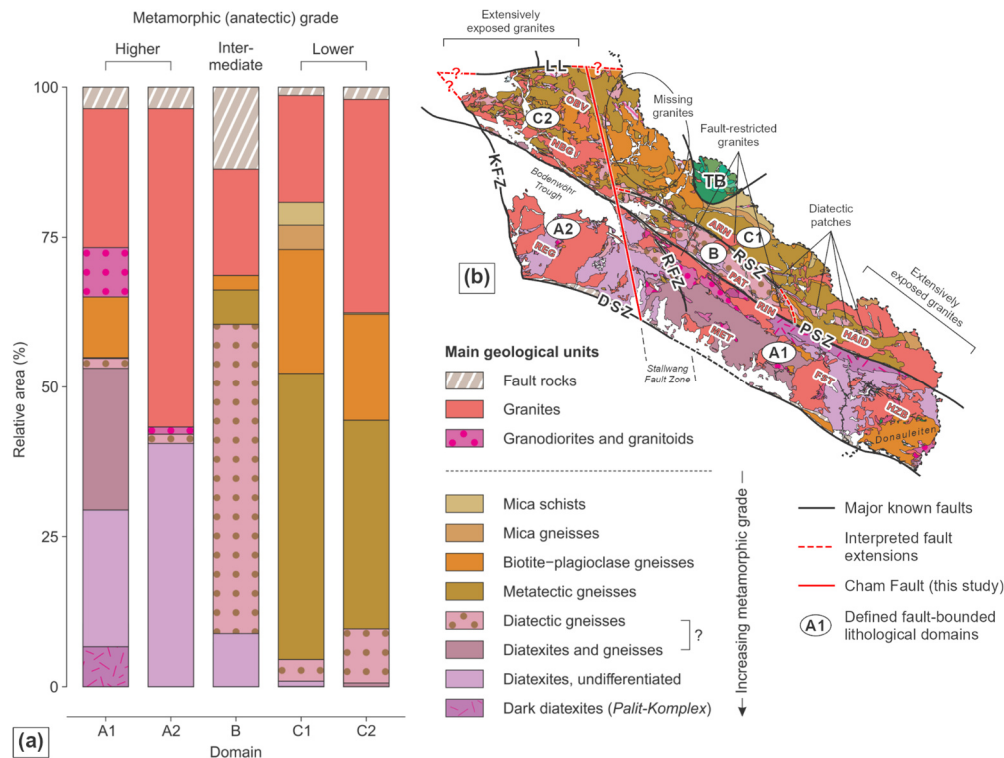 Metamorphic (anatectic) grade
Higher
Inter-
mediate
Lower
100
75
50
25
0
Relative area (%)
A1
A2
B
C1
C2
Domain
(a)
Extensively
exposed granites
?
?
L·L
?
Missing
granites
Fault-restricted
granites
OBV
C2
NBG
TB
K·F·Z
Bodenwöhr
Trough
Diatectic
patches
ARN
C1
A2
B
R·S·Z
Extensively
exposed granites
(b)
REG
R·F·Z
PAT
RIN
P·S·Z
D·S·Z
MET
HAID
A1
Stallwang
Fault Zone
FST
HZB
Donauleiten
Main geological units
Fault rocks
Granites
Granodiorites and granitoids
Mica schists
Mica gneisses
Biotite−plagioclase gneisses
Metatectic gneisses
Diatectic gneisses
?
Diatexites and gneisses
Diatexites, undifferentiated
Dark diatexites (Palit-Komplex)
Increasing metamorphic grade
Major known faults
Interpreted fault
extensions
Cham Fault (this study)
A1
Defined fault-bounded
lithological domains